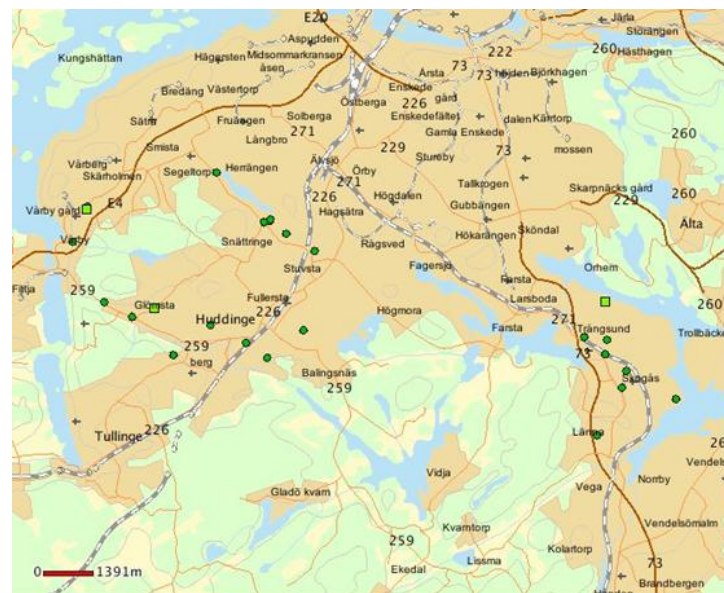 E20
Aspudden
Järla
Storängen
Kungshättan
Hägersten
Midsommarkransen
åsen
222
260
Hästhagen
73
73
höjden
Björkhagen
Årsta
Bredäng
Västertorp
Enskede
gård
Östberga
226
Sätra
Fruängen
Solberga
Enskedefältet
dalen
Kärrtorp
271
Gamla
Enskede
Långbro
mossen
260
Smista
229
73
Vårberg
Älvsjö
Örby
Stureby
Skärholmen
Segeltorp
Herrängen
271
Tallkrogen
Skarpnäcks gård
260
226
Högdalen
229
E4
Gubbängen
Vårby gård
Hagsätra
Älta
Sköndal
Vårby
Snättringe
Rågsved
Hökarängen
Stuvsta
Fagersjö
Orhem
Farsta
259
Fullersta
Larsboda
260
Glömsta
Huddinge
226
Högmora
271
Farsta
Trångsund
Trollbäcke
259
73
berg
Balingsnäs
Skogås
259
Tullinge
226
Länna
Vidja
Vega
Norrby
Gladö kvarn
Kvarntorp
Vendelsömalm
259
Kolartorp
Ekedal
Lissma
73
Brandbergen
0
1391m